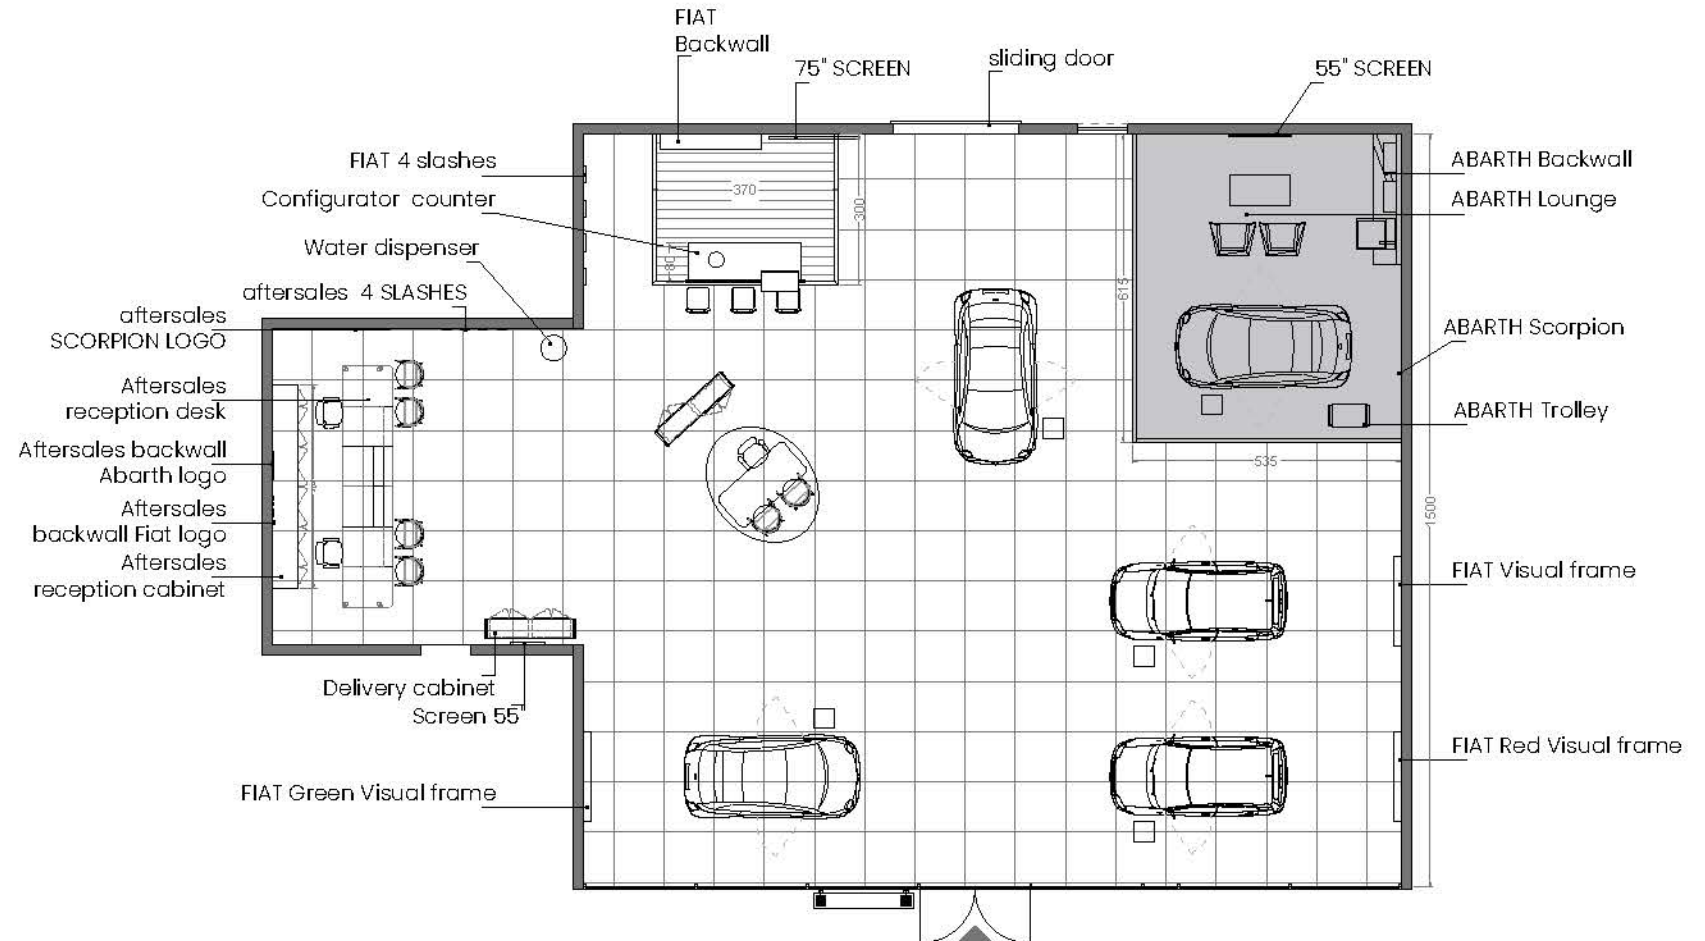 FIAT
Backwall
75" SCREEN
sliding door
55" SCREEN
FIAT 4 slashes
Configurator counter
Water dispenser
aftersales 4 SLASHES
aftersales
SCORPION LOGO
Aftersales
reception desk
Aftersales backwall
Abarth logo
Aftersales
backwall Fiat logo
Aftersales
reception cabinet
Delivery cabinet
Screen 55"
FIAT Green Visual frame
370
300
80
615
535
1500
ABARTH Backwall
ABARTH Lounge
ABARTH Scorpion
ABARTH Trolley
FIAT Visual frame
FIAT Red Visual frame